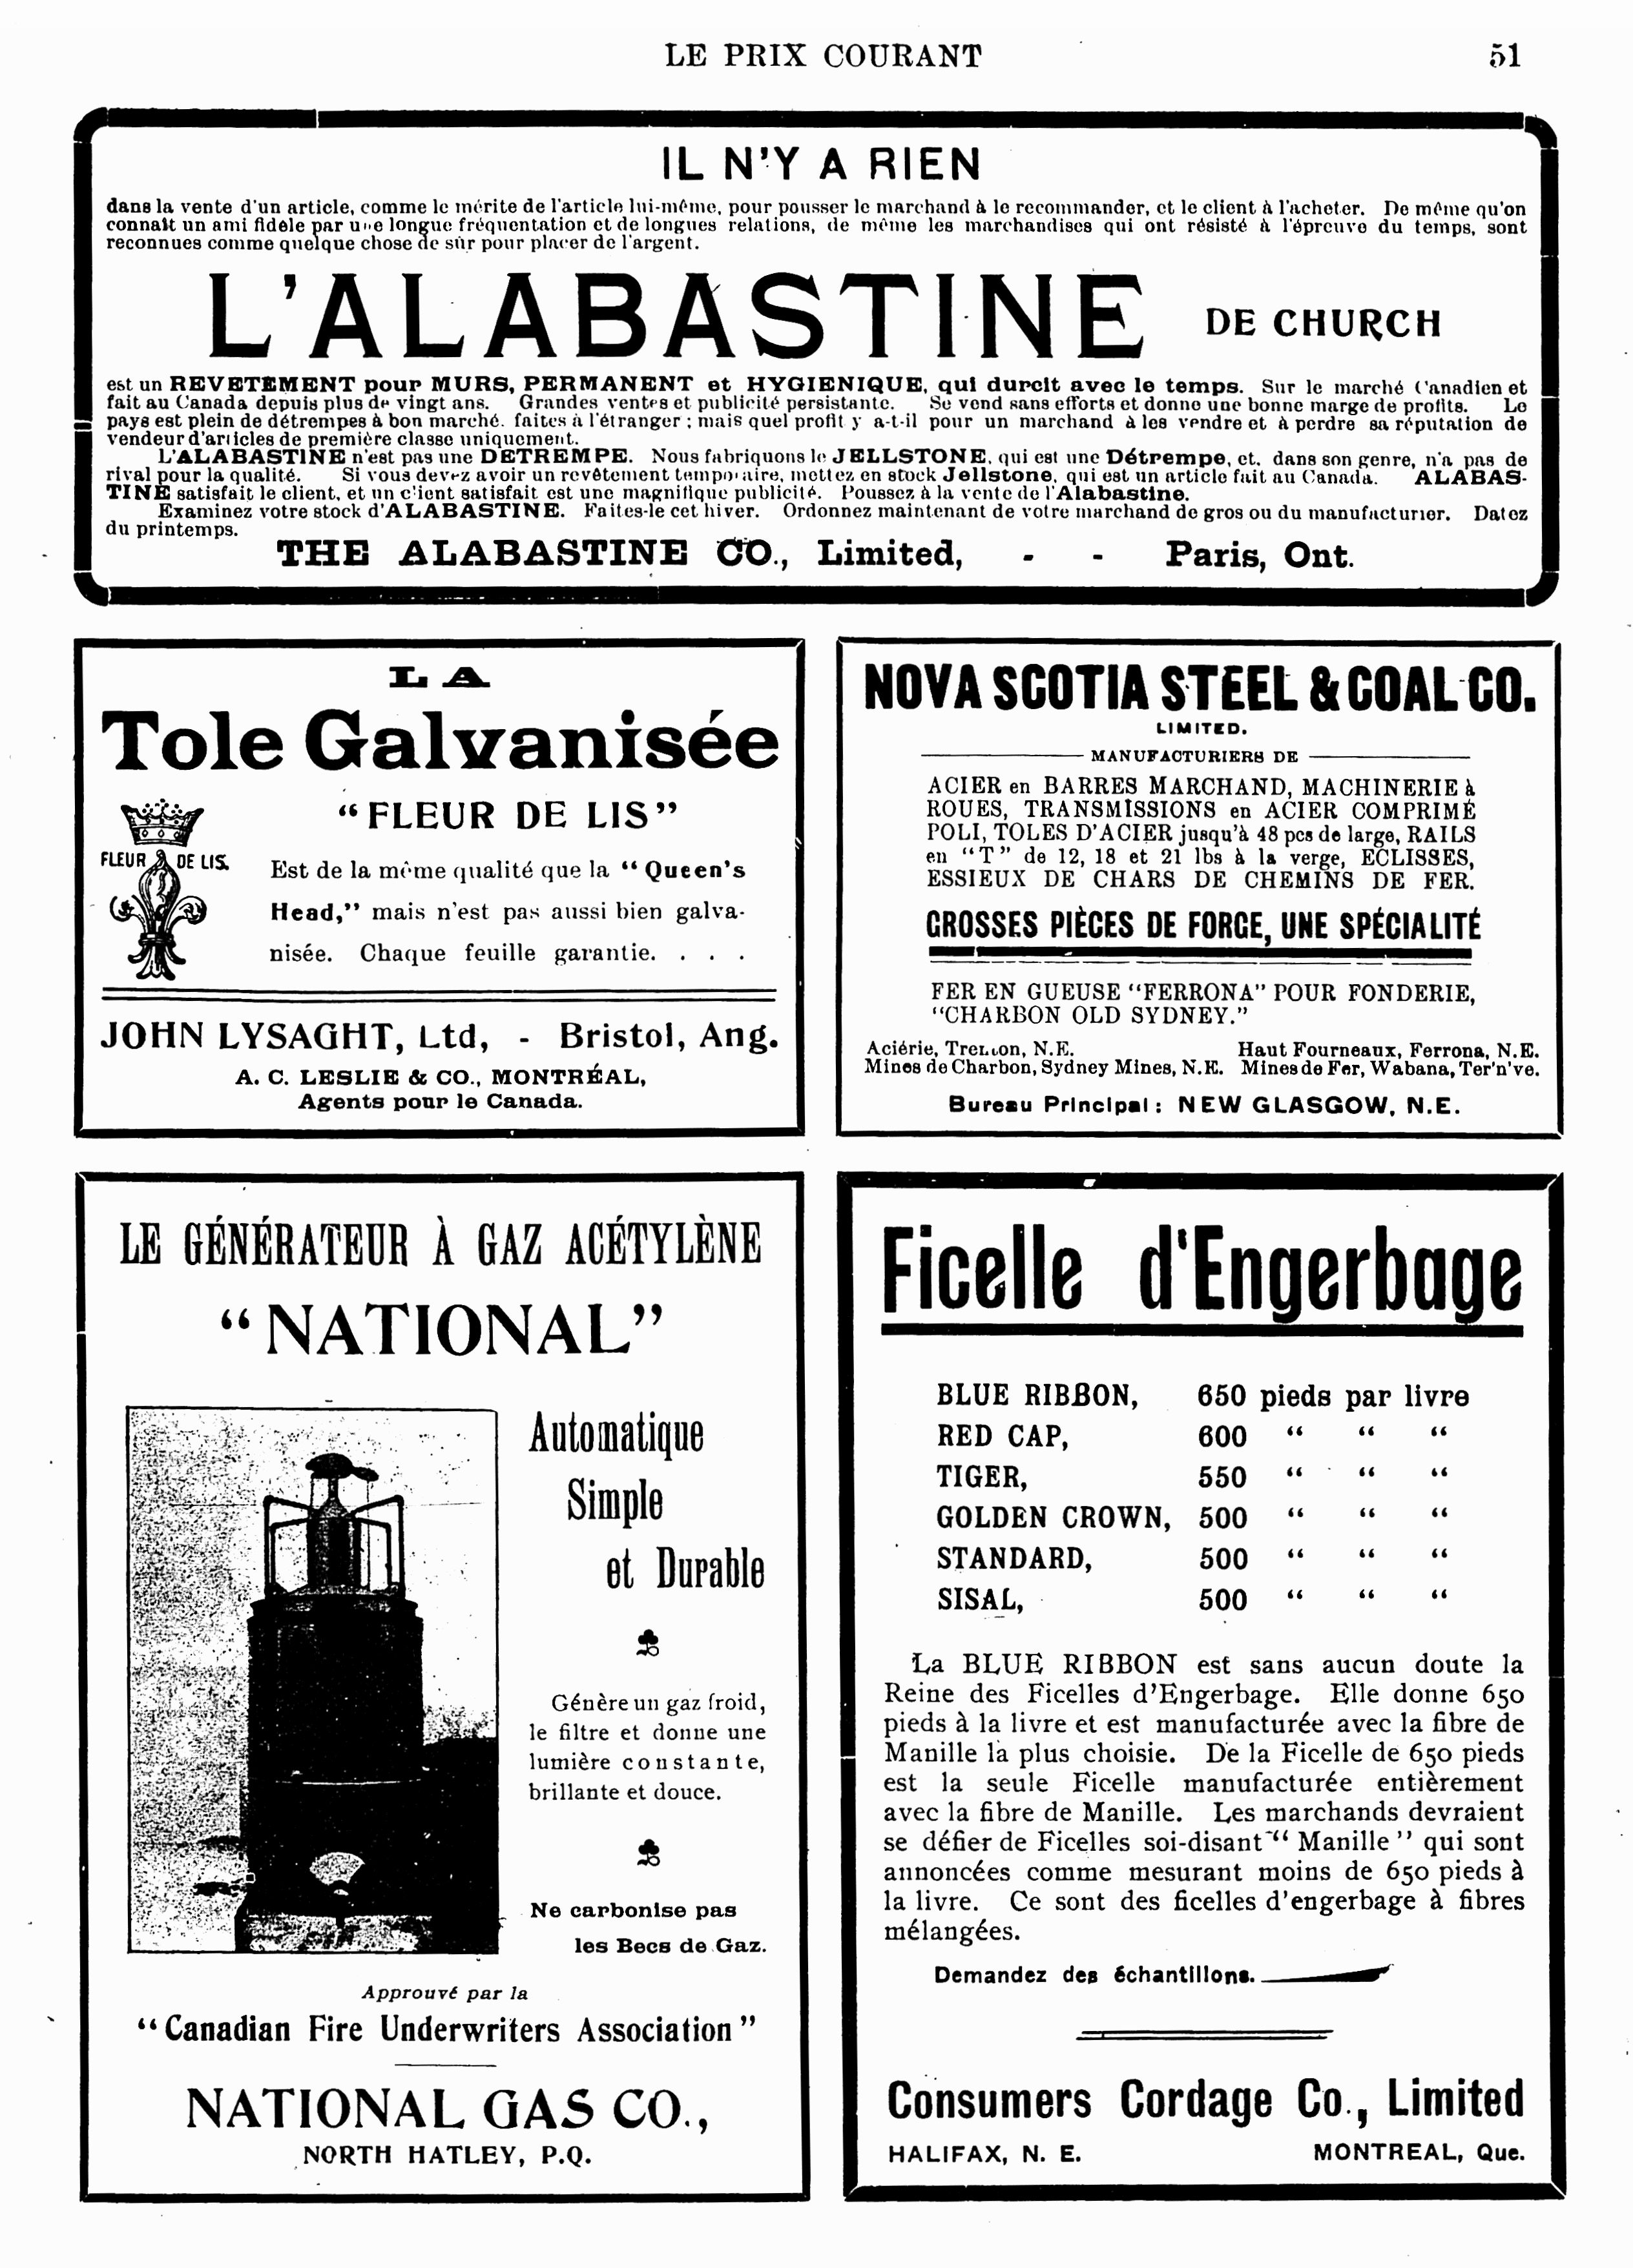 LE PRIX COURANT 51
IL N'Y A RIEN
dans la vente d'un article, comme le mérite de l'article lui-même, pour pousser le marchand à le recommander, et le client à l'acheter. De même qu'on
connaît un ami fidèle par une longue fréquentation et de longues relations, de même les marchandises qui ont résisté à l'épreuve du temps, sont
reconnues comme quelque chose de sûr pour placer de l'argent.
L'ALABASTINE DE CHURCH
est un REVETEMENT pour MURS, PERMANENT et HYGIENIQUE, qui durcit avec le temps. Sur le marché Canadien et
fait au Canada depuis plus de vingt ans. Grandes ventes et publicité persistante. Se vend sans efforts et donne une bonne marge de profits. Le
pays est plein de détrempes à bon marché, faites à l'étranger ; mais quel profit y a-t-il pour un marchand à les vendre et à perdre sa réputation de
vendeur d'articles de première classe uniquement.
L'ALABASTINE n'est pas une DETREMPE. Nous fabriquons le JELLSTONE, qui est une Détrempe, et, dans son genre, n'a pas de
rival pour la qualité. Si vous devez avoir un revêtement temporaire, mettez en stock Jellstone, qui est un article fait au Canada. ALABAS-
TINE satisfait le client, et un client satisfait est une magnifique publicité. Poussez à la vente de l'Alabastine.
Examinez votre stock d'ALABASTINE. Faites-le cet hiver. Ordonnez maintenant de votre marchand de gros ou du manufacturier. Datez
du printemps.
THE ALABASTINE CO., Limited, - - Paris, Ont.
LA
Tole Galvanisée
"FLEUR DE LIS"
FLEUR DE LIS.
Est de la même qualité que la "Queen's
Head," mais n'est pas aussi bien galva-
nisée. Chaque feuille garantie. . . .
JOHN LYSAGHT, Ltd, - Bristol, Ang.
A. C. LESLIE & CO., MONTRÉAL,
Agents pour le Canada.
NOVA SCOTIA STEEL & COAL CO.
LIMITED.
MANUFACTURIERS DE
ACIER en BARRES MARCHAND, MACHINERIE à
ROUES, TRANSMISSIONS en ACIER COMPRIMÉ
POLI, TOLES D'ACIER jusqu'à 48 pcs de large, RAILS
en "T" de 12, 18 et 21 lbs à la verge, ECLISSES,
ESSIEUX DE CHARS DE CHEMINS DE FER.
GROSSES PIÈCES DE FORGE, UNE SPÉCIALITÉ
FER EN GUEUSE "FERRONA" POUR FONDERIE,
"CHARBON OLD SYDNEY."
Aciérie, Trenton, N.E. Haut Fourneaux, Ferrona, N.E.
Mines de Charbon, Sydney Mines, N.E. Mines de Fer, Wabana, Ter'n've.
Bureau Principal : NEW GLASGOW, N.E.
LE GÉNÉRATEUR À GAZ ACÉTYLÈNE
"NATIONAL"
Automatique
Simple
et Durable
Génère un gaz froid,
le filtre et donne une
lumière constante,
brillante et douce.
Ne carbonise pas
les Becs de Gaz.
Approuvé par la
"Canadian Fire Underwriters Association"
NATIONAL GAS CO.,
NORTH HATLEY, P.Q.
Ficelle d'Engerbage
BLUE RIBBON, 650 pieds par livre
RED CAP, 600 " " "
TIGER, 550 " " "
GOLDEN CROWN, 500 " " "
STANDARD, 500 " " "
SISAL, 500 " " "
La BLUE RIBBON est sans aucun doute la
Reine des Ficelles d'Engerbage. Elle donne 650
pieds à la livre et est manufacturée avec la fibre de
Manille la plus choisie. De la Ficelle de 650 pieds
est la seule Ficelle manufacturée entièrement
avec la fibre de Manille. Les marchands devraient
se défier de Ficelles soi-disant "Manille" qui sont
annoncées comme mesurant moins de 650 pieds à
la livre. Ce sont des ficelles d'engerbage à fibres
mélangées.
Demandez des échantillons.
Consumers Cordage Co., Limited
HALIFAX, N. E. MONTREAL, Que.